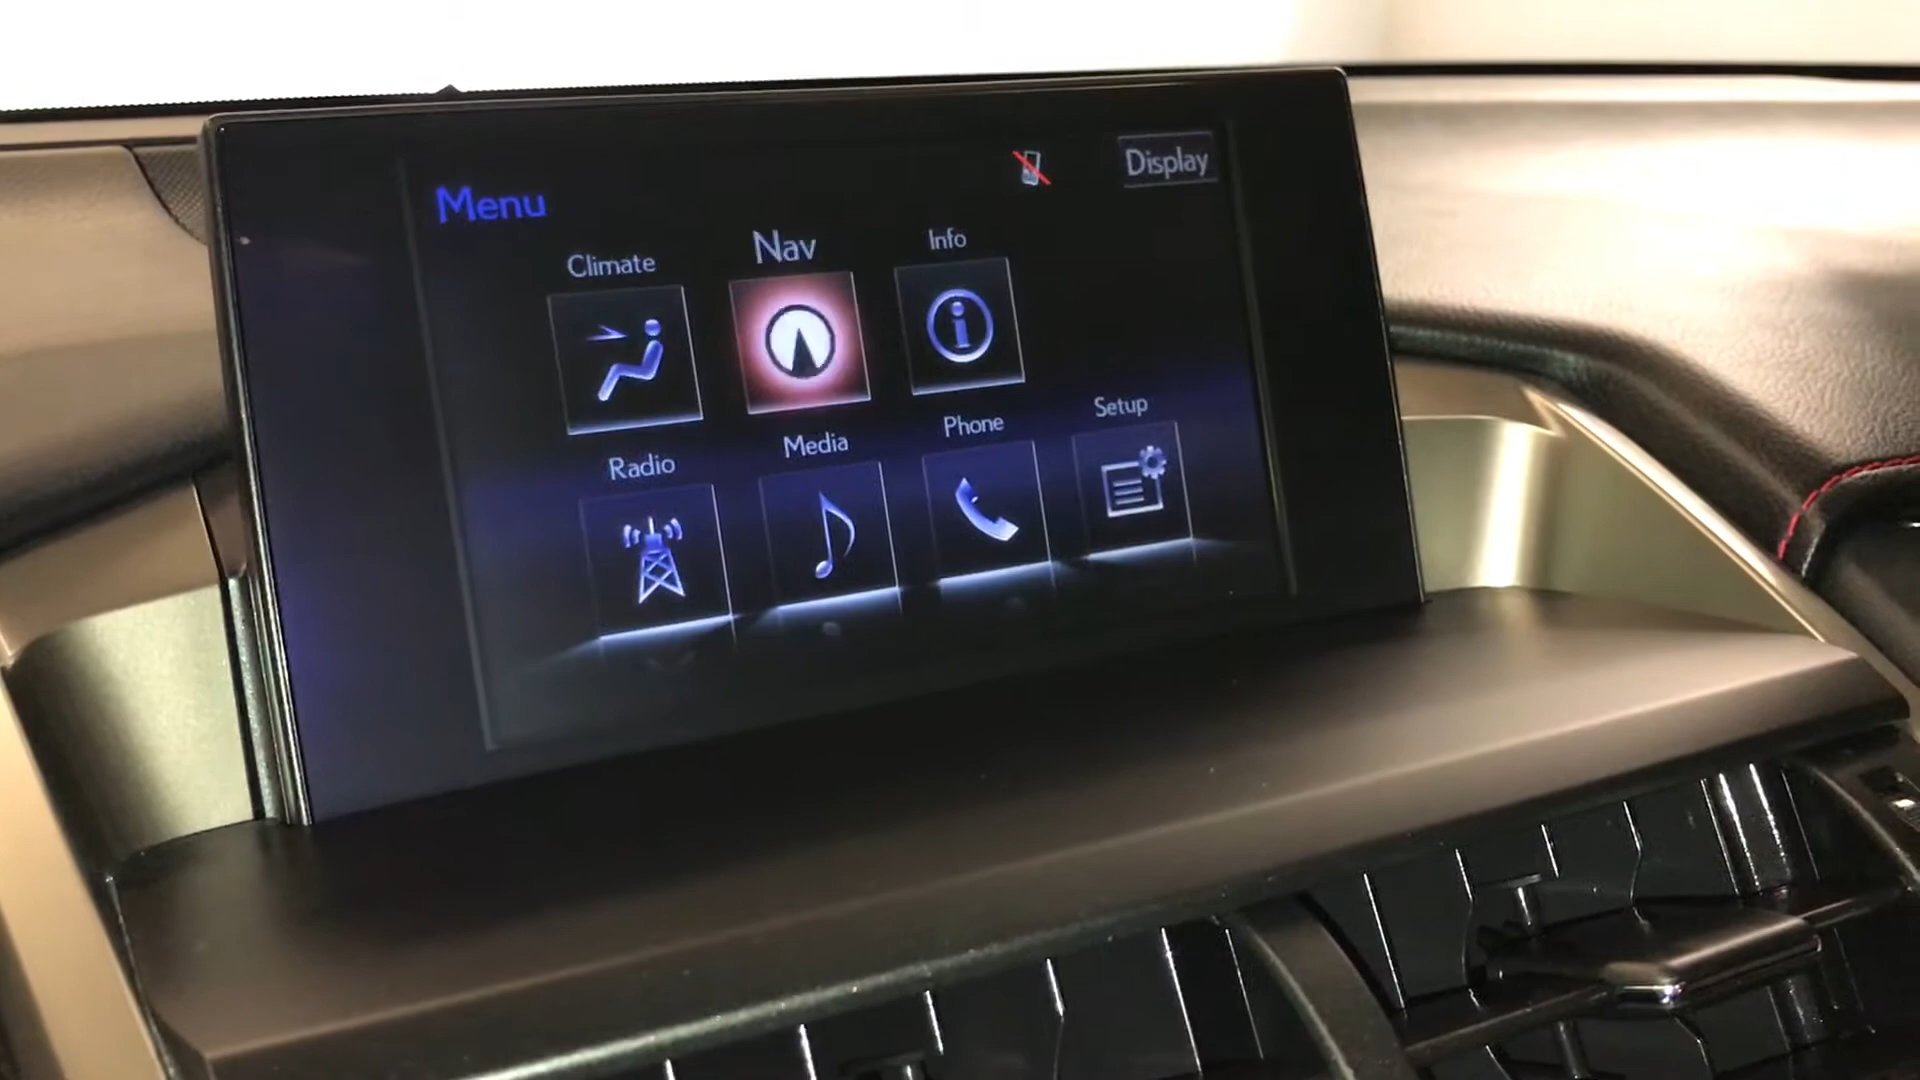 Menu
Display
Climate
Nav
Info
Radio
Media
Phone
Setup